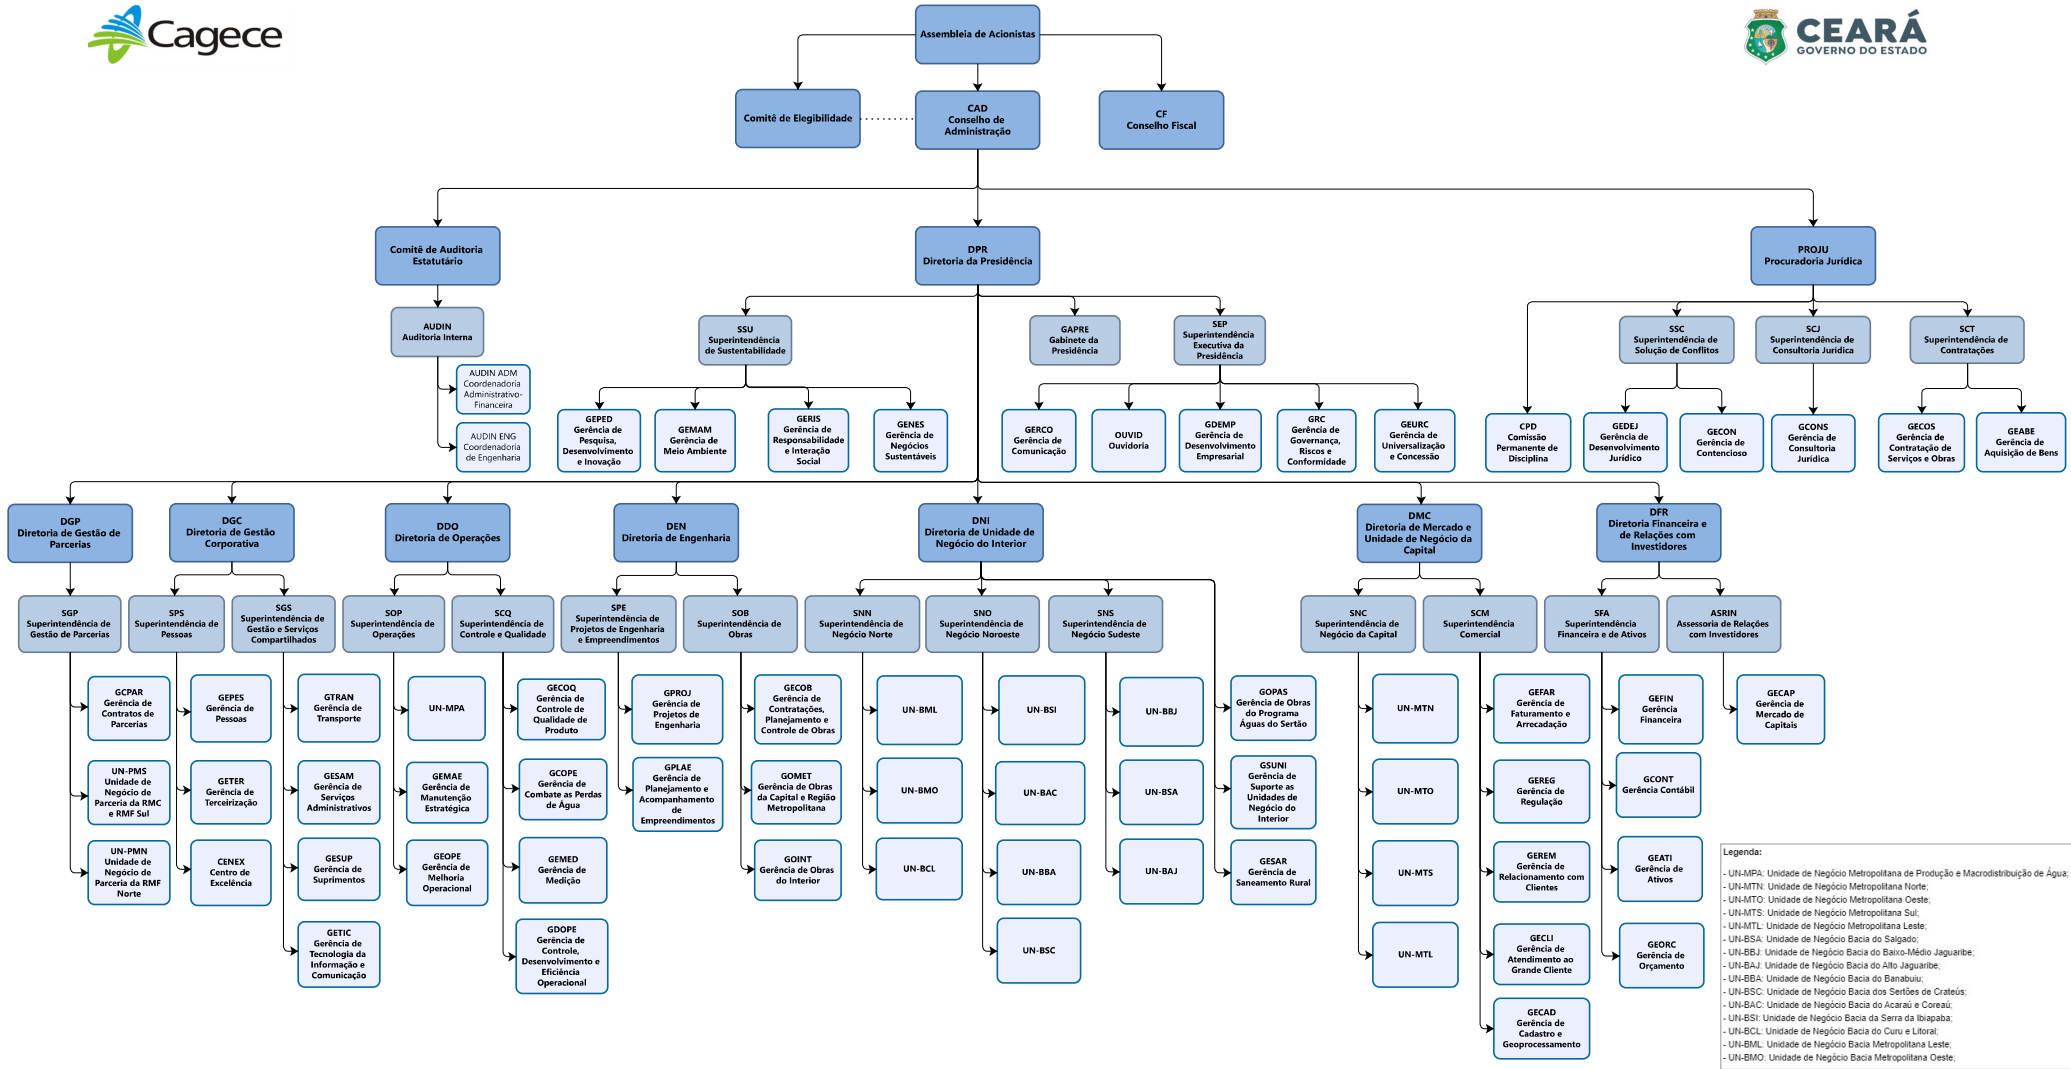 Cagece
CEARÁ
GOVERNO DO ESTADO
Assembleia de Acionistas
Comitê de Elegibilidade
CAD
Conselho de
Administração
CF
Conselho Fiscal
Comitê de Auditoria
Estatutário
DPR
Diretoria da Presidência
PROJU
Procuradoria Jurídica
AUDIN
Auditoria Interna
SSU
Superintendência
de Sustentabilidade
GAPRE
Gabinete da
Presidência
SEP
Superintendência
Executiva da
Presidência
SSC
Superintendência de
Solução de Conflitos
SCJ
Superintendência de
Consultoria Jurídica
SCT
Superintendência de
Contratações
AUDIN ADM
Coordenadoria
Administrativo-
Financeira
AUDIN ENG
Coordenadoria
de Engenharia
GEPED
Gerência de
Pesquisa,
Desenvolvimento
e Inovação
GEMAM
Gerência de
Meio Ambiente
GERIS
Gerência de
Responsabilidade
e Interação
Social
GENES
Gerência de
Negócios
Sustentáveis
GERCO
Gerência de
Comunicação
OUVID
Ouvidoria
GDEMP
Gerência de
Desenvolvimento
Empresarial
GRC
Gerência de
Governança,
Riscos e
Conformidade
GEURC
Gerência de
Universalização
e Concessão
CPD
Comissão
Permanente de
Disciplina
GEDEJ
Gerência de
Desenvolvimento
Jurídico
GECON
Gerência de
Contencioso
GCONS
Gerência de
Consultoria
Jurídica
GECOS
Gerência de
Contratação de
Serviços e Obras
GEABE
Gerência de
Aquisição de Bens
DGP
Diretoria de Gestão de
Parcerias
DGC
Diretoria de Gestão
Corporativa
DDO
Diretoria de Operações
DEN
Diretoria de Engenharia
DNI
Diretoria de Unidade de
Negócio do Interior
DMC
Diretoria de Mercado e
Unidade de Negócio da
Capital
DFR
Diretoria Financeira e
de Relações com
Investidores
SGP
Superintendência de
Gestão de Parcerias
SPS
Superintendência de
Pessoas
SGS
Superintendência de
Gestão e Serviços
Compartilhados
SOP
Superintendência de
Operações
SCQ
Superintendência de
Controle e Qualidade
SPE
Superintendência de
Projetos de Engenharia
e Empreendimentos
SOB
Superintendência de
Obras
SNN
Superintendência de
Negócio Norte
SNO
Superintendência de
Negócio Noroeste
SNS
Superintendência de
Negócio Sudeste
SNC
Superintendência de
Negócio da Capital
SCM
Superintendência
Comercial
SFA
Superintendência
Financeira e de Ativos
ASRIN
Assessoria de Relações
com Investidores
GCPAR
Gerência de
Contratos de
Parcerias
UN-PMS
Unidade de
Negócio de
Parceria da RMC
e RMF Sul
UN-PMN
Unidade de
Negócio de
Parceria da RMF
Norte
GEPES
Gerência de
Pessoas
GETER
Gerência de
Terceirização
CENEX
Centro de
Excelência
GTRAN
Gerência de
Transporte
GESAM
Gerência de
Serviços
Administrativos
GESUP
Gerência de
Suprimentos
GETIC
Gerência de
Tecnologia da
Informação e
Comunicação
UN-MPA
GEMAE
Gerência de
Manutenção
Estratégica
GEOPE
Gerência de
Melhoria
Operacional
GECOQ
Gerência de
Controle de
Qualidade de
Produto
GCOPE
Gerência de
Combate as Perdas
de Água
GEMED
Gerência de
Medição
GDOPE
Gerência de
Controle,
Desenvolvimento e
Eficiência
Operacional
GPROJ
Gerência de
Projetos de
Engenharia
GPLAE
Gerência de
Planejamento e
Acompanhamento
de
Empreendimentos
GECOB
Gerência de
Contratações,
Planejamento e
Controle de Obras
GOMET
Gerência de Obras
da Capital e Região
Metropolitana
GOINT
Gerência de Obras
do Interior
UN-BML
UN-BMO
UN-BCL
UN-BSI
UN-BAC
UN-BBA
UN-BSC
UN-BBJ
UN-BSA
UN-BAJ
GOPAS
Gerência de Obras
do Programa
Águas do Sertão
GSUNI
Gerência de
Suporte as
Unidades de
Negócio do
Interior
GESAR
Gerência de
Saneamento Rural
UN-MTN
UN-MTO
UN-MTS
UN-MTL
GEFAR
Gerência de
Faturamento e
Arrecadação
GEREG
Gerência de
Regulação
GEREM
Gerência de
Relacionamento com
Clientes
GECLI
Gerência de
Atendimento ao
Grande Cliente
GECAD
Gerência de
Cadastro e
Geoprocessamento
GEFIN
Gerência
Financeira
GCONT
Gerência Contábil
GEATI
Gerência de
Ativos
GEORC
Gerência de
Orçamento
GECAP
Gerência de
Mercado de
Capitais
Legenda:
- UN-MPA: Unidade de Negócio Metropolitana de Produção e Macrodistribuição de Água;
- UN-MTN: Unidade de Negócio Metropolitana Norte;
- UN-MTO: Unidade de Negócio Metropolitana Oeste;
- UN-MTS: Unidade de Negócio Metropolitana Sul;
- UN-MTL: Unidade de Negócio Metropolitana Leste;
- UN-BSA: Unidade de Negócio Bacia do Salgado;
- UN-BBJ: Unidade de Negócio Bacia do Baixo-Médio Jaguaribe;
- UN-BAJ: Unidade de Negócio Bacia do Alto Jaguaribe;
- UN-BBA: Unidade de Negócio Bacia do Banabuiu;
- UN-BSC: Unidade de Negócio Bacia dos Sertões de Crateús;
- UN-BAC: Unidade de Negócio Bacia do Acaraú e Coreaú;
- UN-BSI: Unidade de Negócio Bacia da Serra da Ibiapaba;
- UN-BCL: Unidade de Negócio Bacia do Curu e Litoral;
- UN-BML: Unidade de Negócio Bacia Metropolitana Leste;
- UN-BMO: Unidade de Negócio Bacia Metropolitana Oeste;